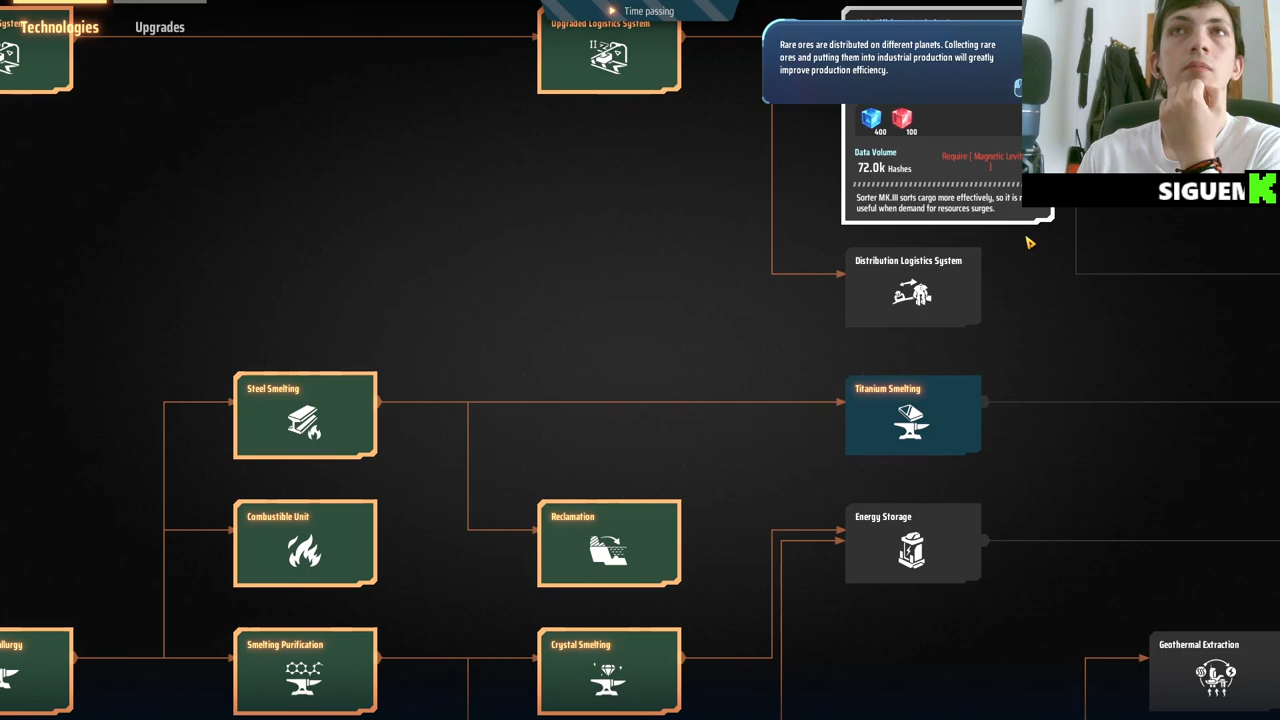 Time passing
Technologies
Upgrades
Upgraded Logistics System
II
Rare ores are distributed on different planets. Collecting rare
ores and putting them into industrial production will greatly
improve production efficiency.
400
100
Data Volume
72.0k Hashes
Require [ Magnetic Levit
]
Sorter MK.III sorts cargo more effectively, so it is
useful when demand for resources surges.
SIGUEM
K
Distribution Logistics System
Steel Smelting
Titanium Smelting
Combustible Unit
Reclamation
Energy Storage
allurgy
Smelting Purification
Crystal Smelting
Geothermal Extraction